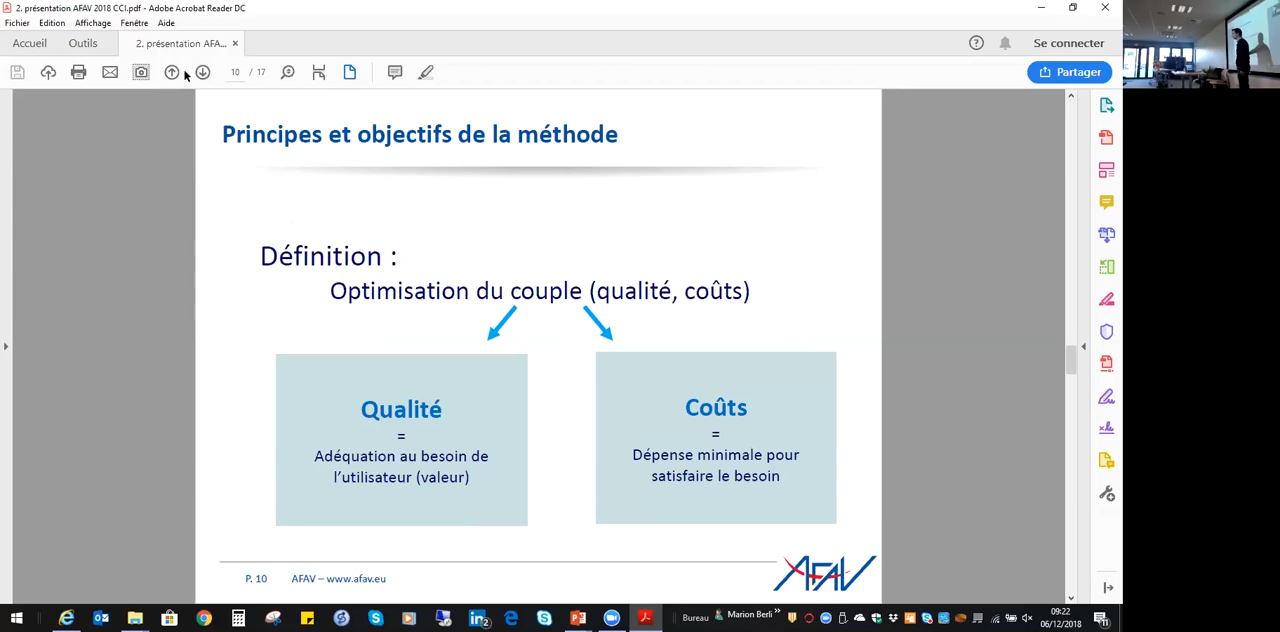 2. présentation AFAV 2018 CCI.pdf - Adobe Acrobat Reader DC
Fichier Edition Affichage Fenêtre Aide
Accueil Outils 2. présentation AFA... × Se connecter
10 / 17 Partager
Principes et objectifs de la méthode
Définition :
Optimisation du couple (qualité, coûts)
Qualité
=
Adéquation au besoin de
l’utilisateur (valeur)
Coûts
=
Dépense minimale pour
satisfaire le besoin
P. 10 AFAV – www.afav.eu
AFAV
Bureau Marion Berli »
09:22
06/12/2018